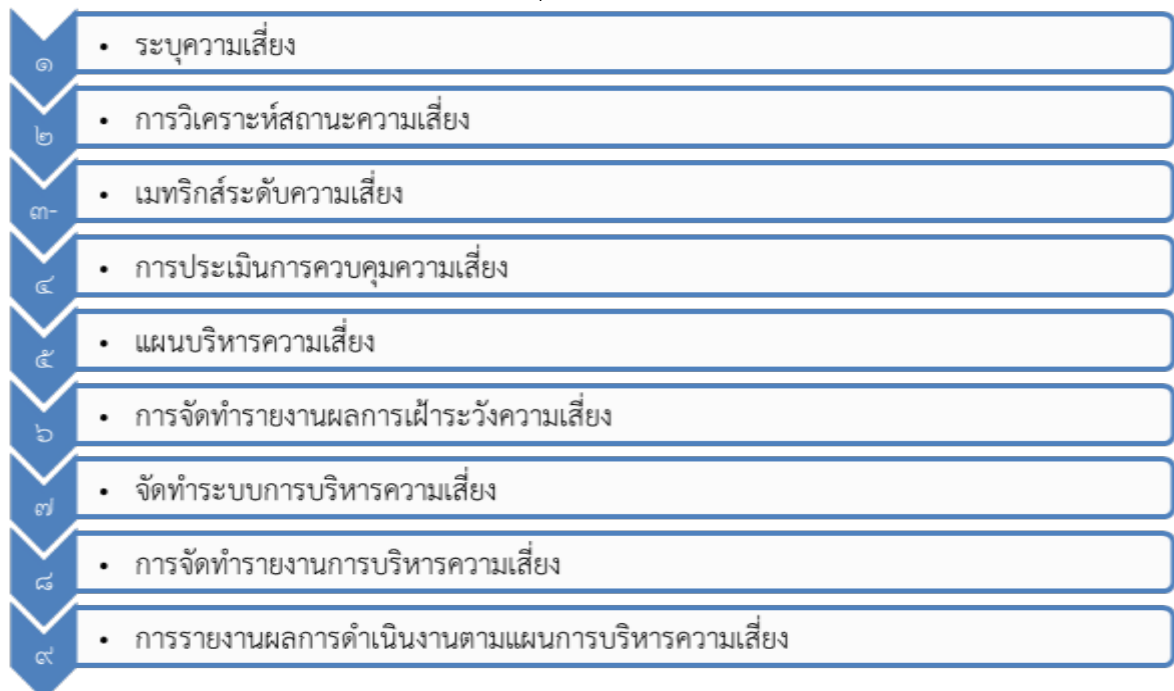 ๑ • ระบุความเสี่ยง
๒ • การวิเคราะห์สถานะความเสี่ยง
๓- • เมทริกส์ระดับความเสี่ยง
๔ • การประเมินการควบคุมความเสี่ยง
๕ • แผนบริหารความเสี่ยง
๖ • การจัดทำรายงานผลการเฝ้าระวังความเสี่ยง
๗ • จัดทำระบบการบริหารความเสี่ยง
๘ • การจัดทำรายงานการบริหารความเสี่ยง
๙ • การรายงานผลการดำเนินงานตามแผนการบริหารความเสี่ยง